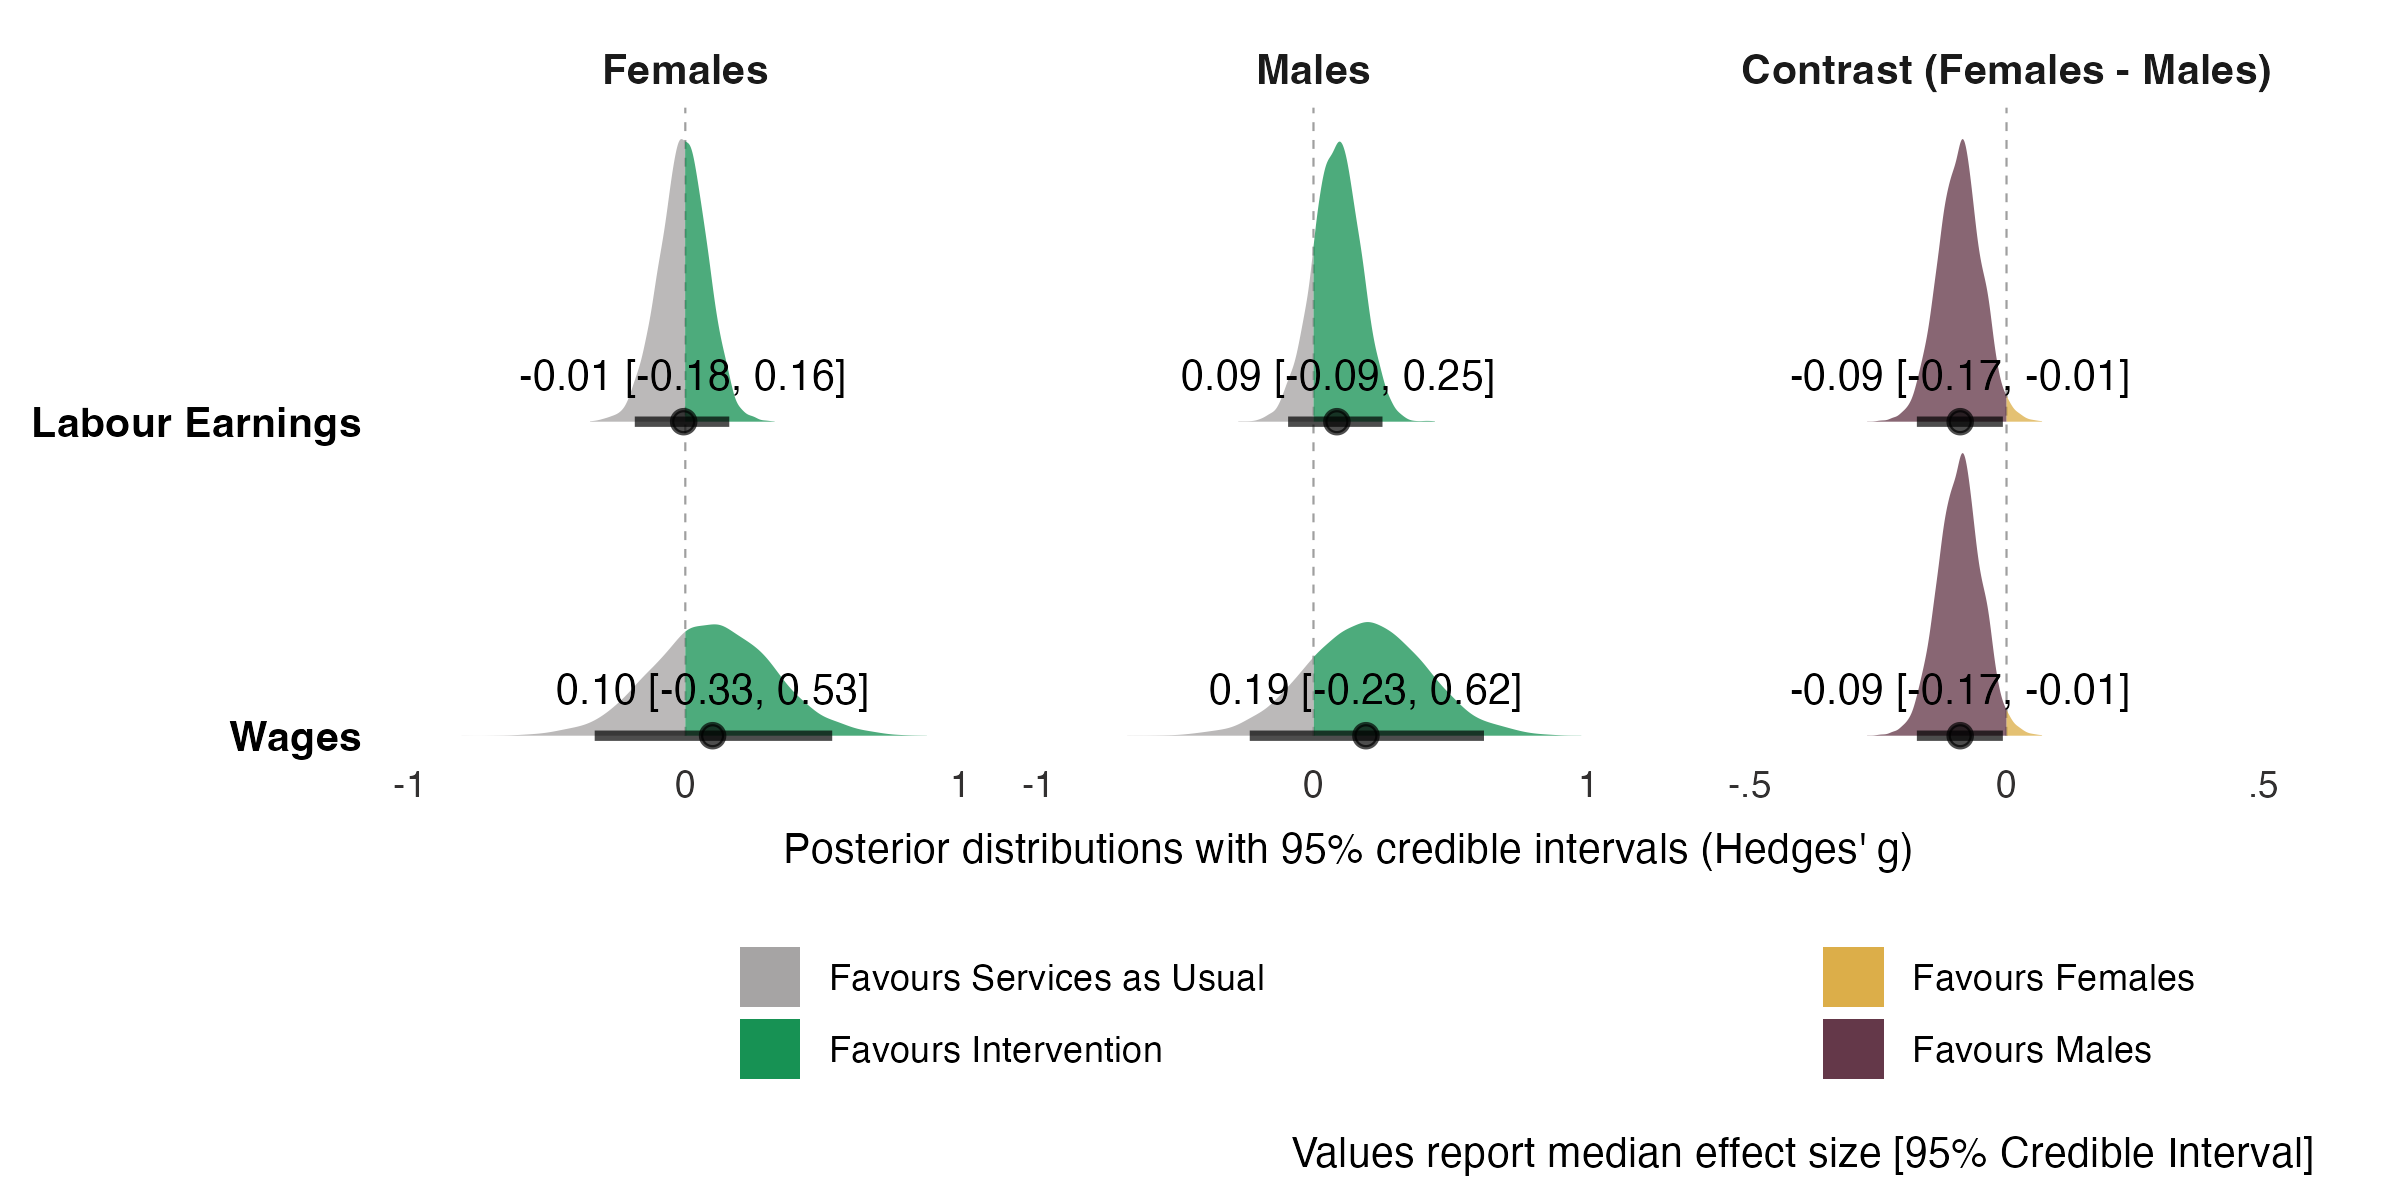 Females Males Contrast (Females - Males)
-0.01 [-0.18, 0.16] 0.09 [-0.09, 0.25] -0.09 [-0.17, -0.01]
Labour Earnings
0.10 [-0.33, 0.53] 0.19 [-0.23, 0.62] -0.09 [-0.17, -0.01]
Wages
-1 0 1 -1 0 1 -.5 0 .5
Posterior distributions with 95% credible intervals (Hedges' g)
Favours Services as Usual Favours Females
Favours Intervention Favours Males
Values report median effect size [95% Credible Interval]